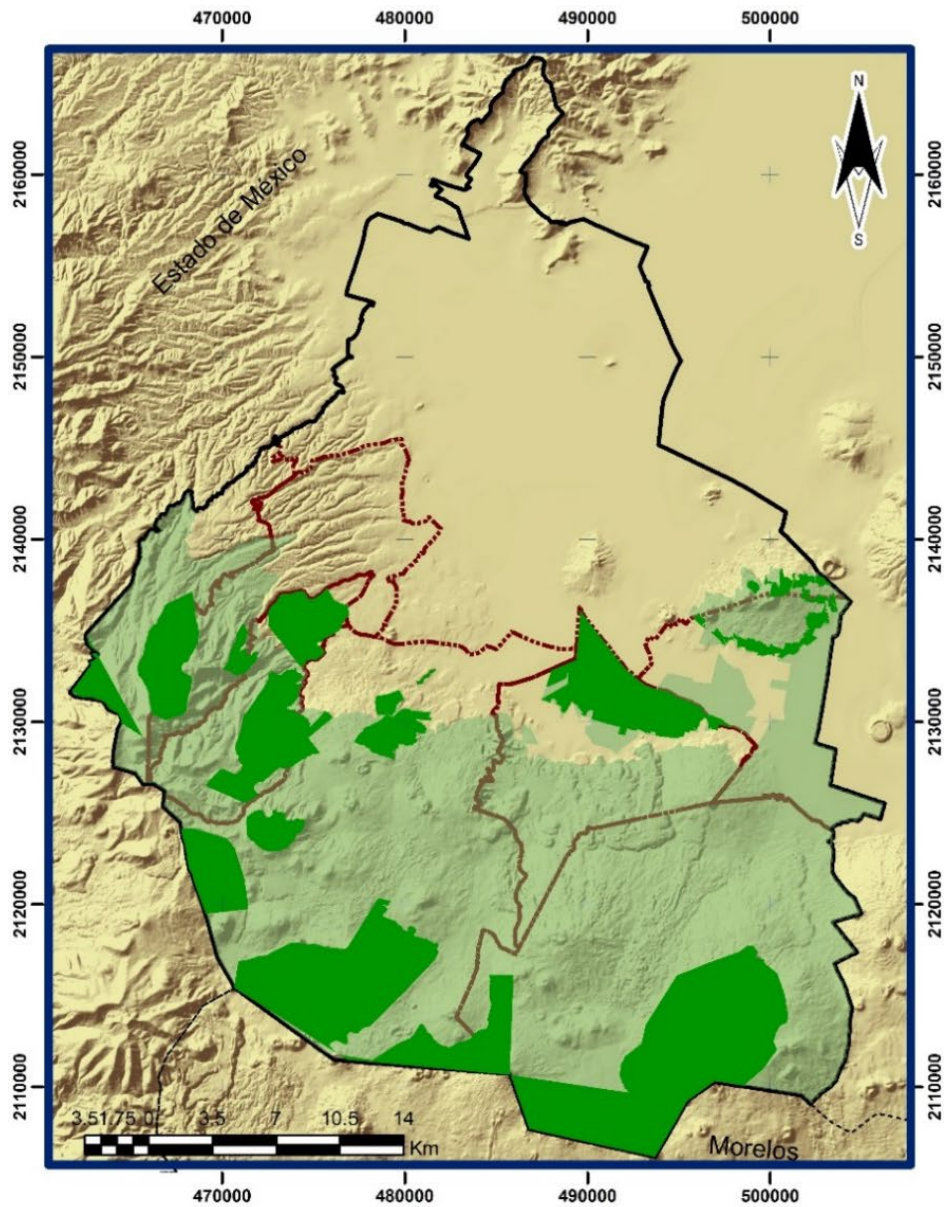 470000 480000 490000 500000
N
S
Estado de México
2160000 2160000
2150000 2150000
2140000 2140000
2130000 2130000
2120000 2120000
2110000 2110000
3.51.75 0 3.5 7 10.5 14
Km
Morelos
470000 480000 490000 500000